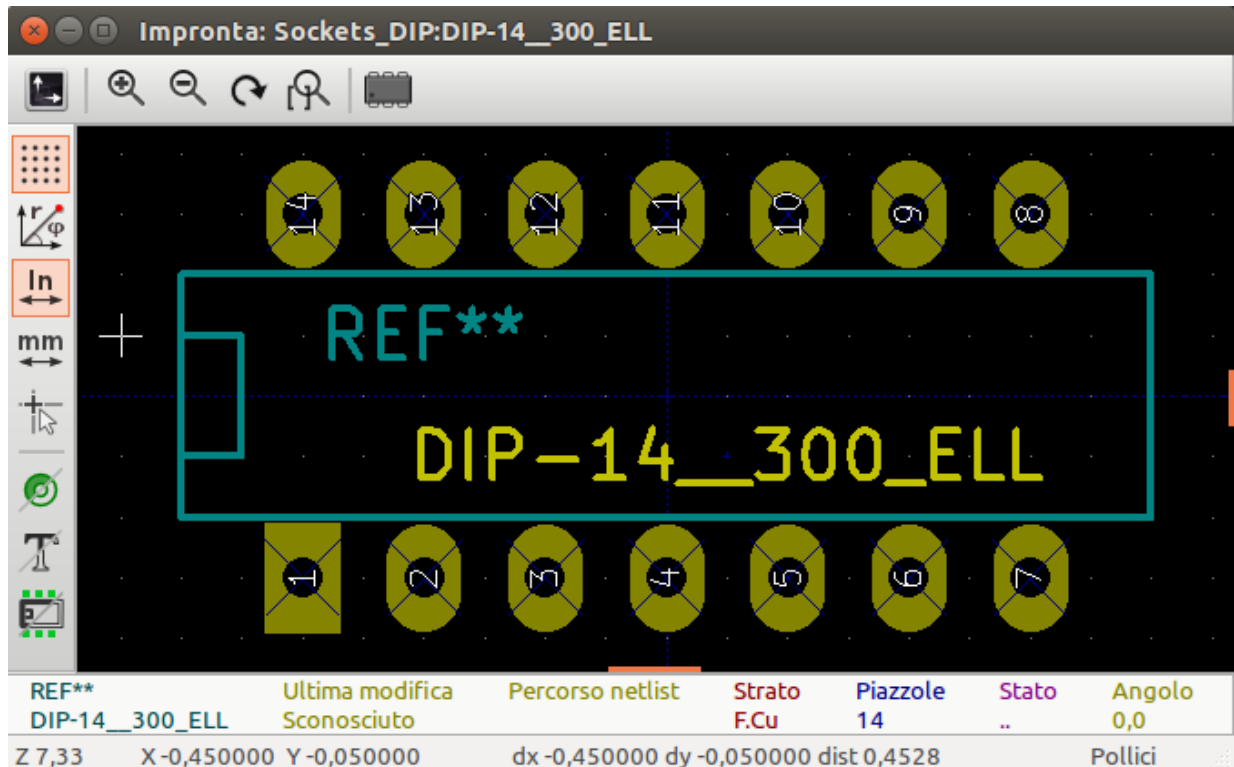 Impronta: Sockets_DIP:DIP-14__300_ELL
r φ
In
mm
14 13 12 11 10 9 8
REF**
DIP-14__300_ELL
1 2 3 4 5 6 7
REF** Ultima modifica Percorso netlist Strato Piazzole Stato Angolo
DIP-14__300_ELL Sconosciuto F.Cu 14 .. 0,0
Z 7,33 X -0,450000 Y -0,050000 dx -0,450000 dy -0,050000 dist 0,4528 Pollici